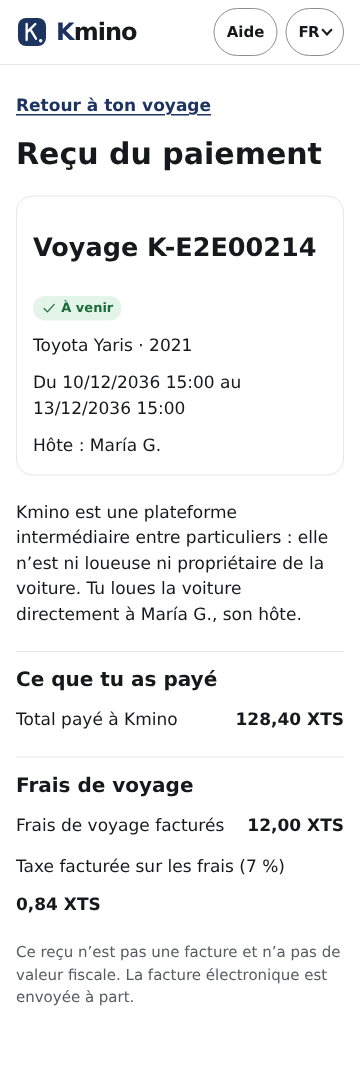 K. Kmino Aide FR
Retour à ton voyage
Reçu du paiement
Voyage K-E2E00214
À venir
Toyota Yaris · 2021
Du 10/12/2036 15:00 au
13/12/2036 15:00
Hôte : María G.
Kmino est une plateforme
intermédiaire entre particuliers : elle
n’est ni loueuse ni propriétaire de la
voiture. Tu loues la voiture
directement à María G., son hôte.
Ce que tu as payé
Total payé à Kmino 128,40 XTS
Frais de voyage
Frais de voyage facturés 12,00 XTS
Taxe facturée sur les frais (7 %)
0,84 XTS
Ce reçu n’est pas une facture et n’a pas de
valeur fiscale. La facture électronique est
envoyée à part.